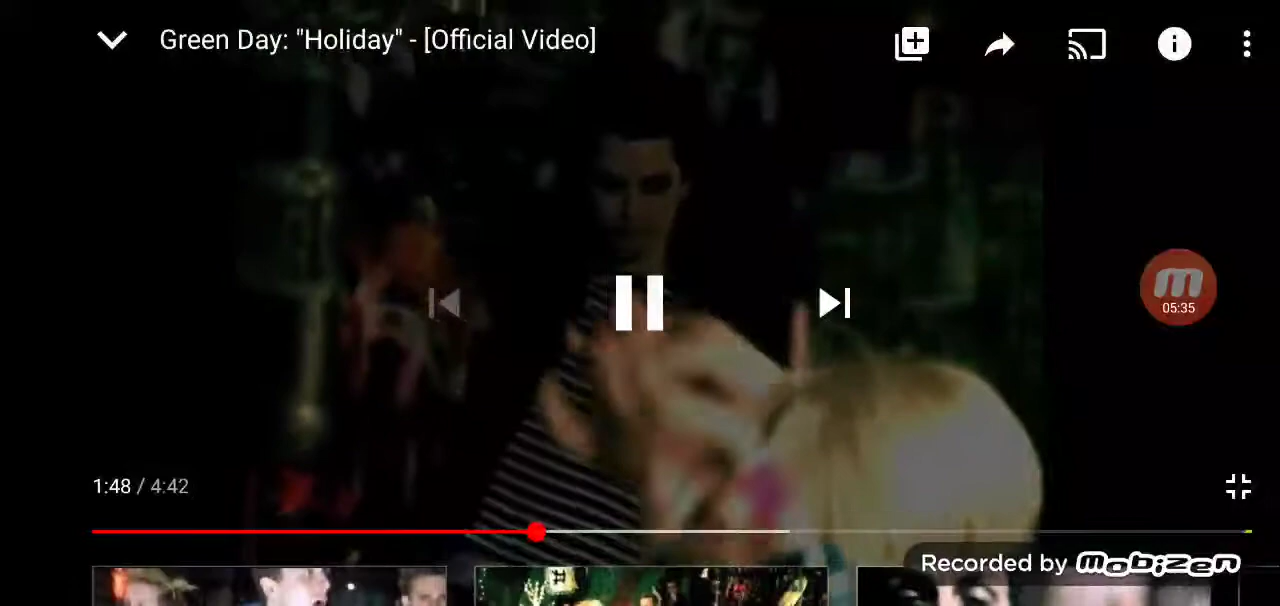 Green Day: "Holiday" - [Official Video]
05:35
1:48 / 4:42
Recorded by mobizen